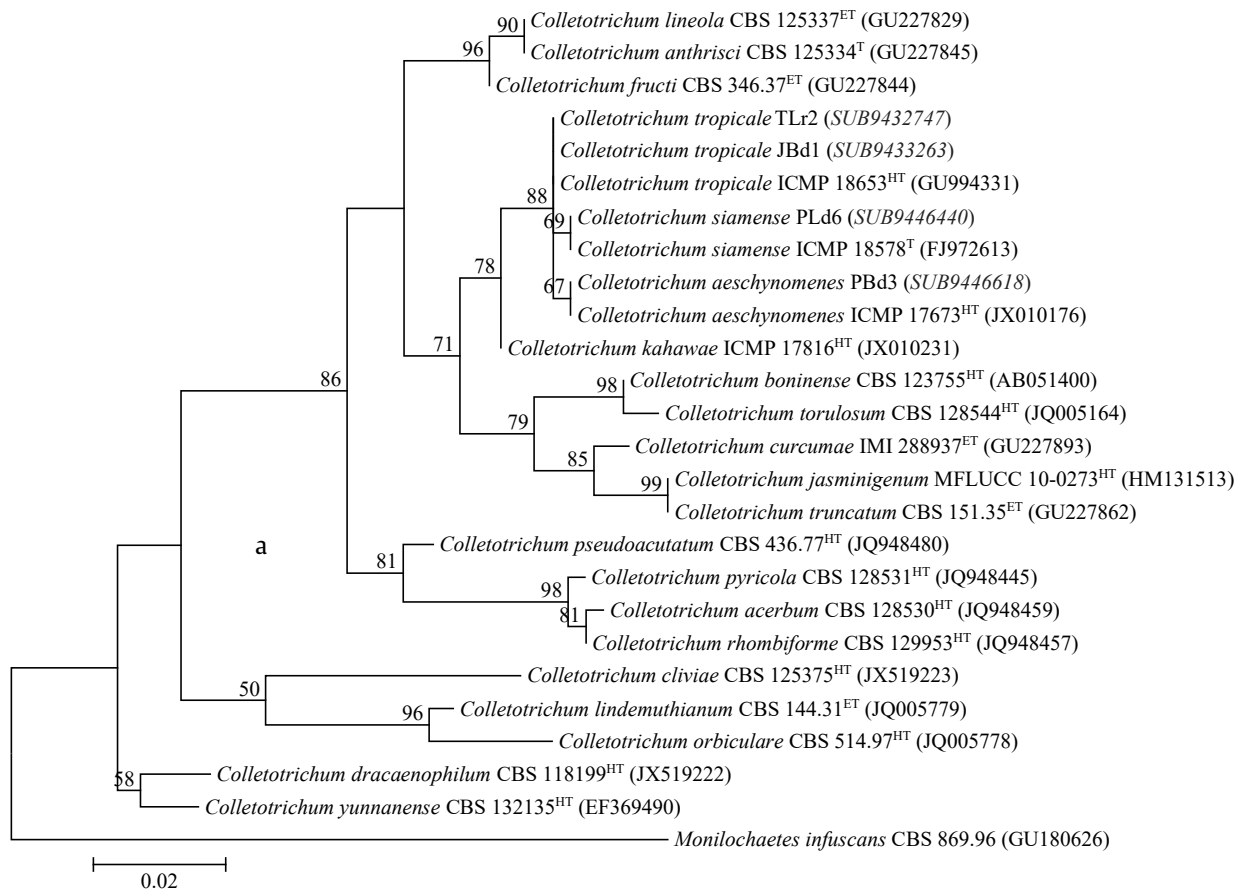 90 Colletotrichum lineola CBS 125337ET (GU227829)
Colletotrichum anthrisci CBS 125334T (GU227845)
96
Colletotrichum fructi CBS 346.37ET (GU227844)
Colletotrichum tropicale TLr2 (SUB9432747)
Colletotrichum tropicale JBd1 (SUB9433263)
Colletotrichum tropicale ICMP 18653HT (GU994331)
88
69 Colletotrichum siamense PLd6 (SUB9446440)
Colletotrichum siamense ICMP 18578T (FJ972613)
78
67 Colletotrichum aeschynomenes PBd3 (SUB9446618)
Colletotrichum aeschynomenes ICMP 17673HT (JX010176)
71 Colletotrichum kahawae ICMP 17816HT (JX010231)
86
98 Colletotrichum boninense CBS 123755HT (AB051400)
Colletotrichum torulosum CBS 128544HT (JQ005164)
79
Colletotrichum curcumae IMI 288937ET (GU227893)
85
99 Colletotrichum jasminigenum MFLUCC 10-0273HT (HM131513)
Colletotrichum truncatum CBS 151.35ET (GU227862)
a
Colletotrichum pseudoacutatum CBS 436.77HT (JQ948480)
81
Colletotrichum pyricola CBS 128531HT (JQ948445)
98
81 Colletotrichum acerbum CBS 128530HT (JQ948459)
Colletotrichum rhombiforme CBS 129953HT (JQ948457)
Colletotrichum cliviae CBS 125375HT (JX519223)
50
96 Colletotrichum lindemuthianum CBS 144.31ET (JQ005779)
Colletotrichum orbiculare CBS 514.97HT (JQ005778)
58 Colletotrichum dracaenophilum CBS 118199HT (JX519222)
Colletotrichum yunnanense CBS 132135HT (EF369490)
Monilochaetes infuscans CBS 869.96 (GU180626)
0.02